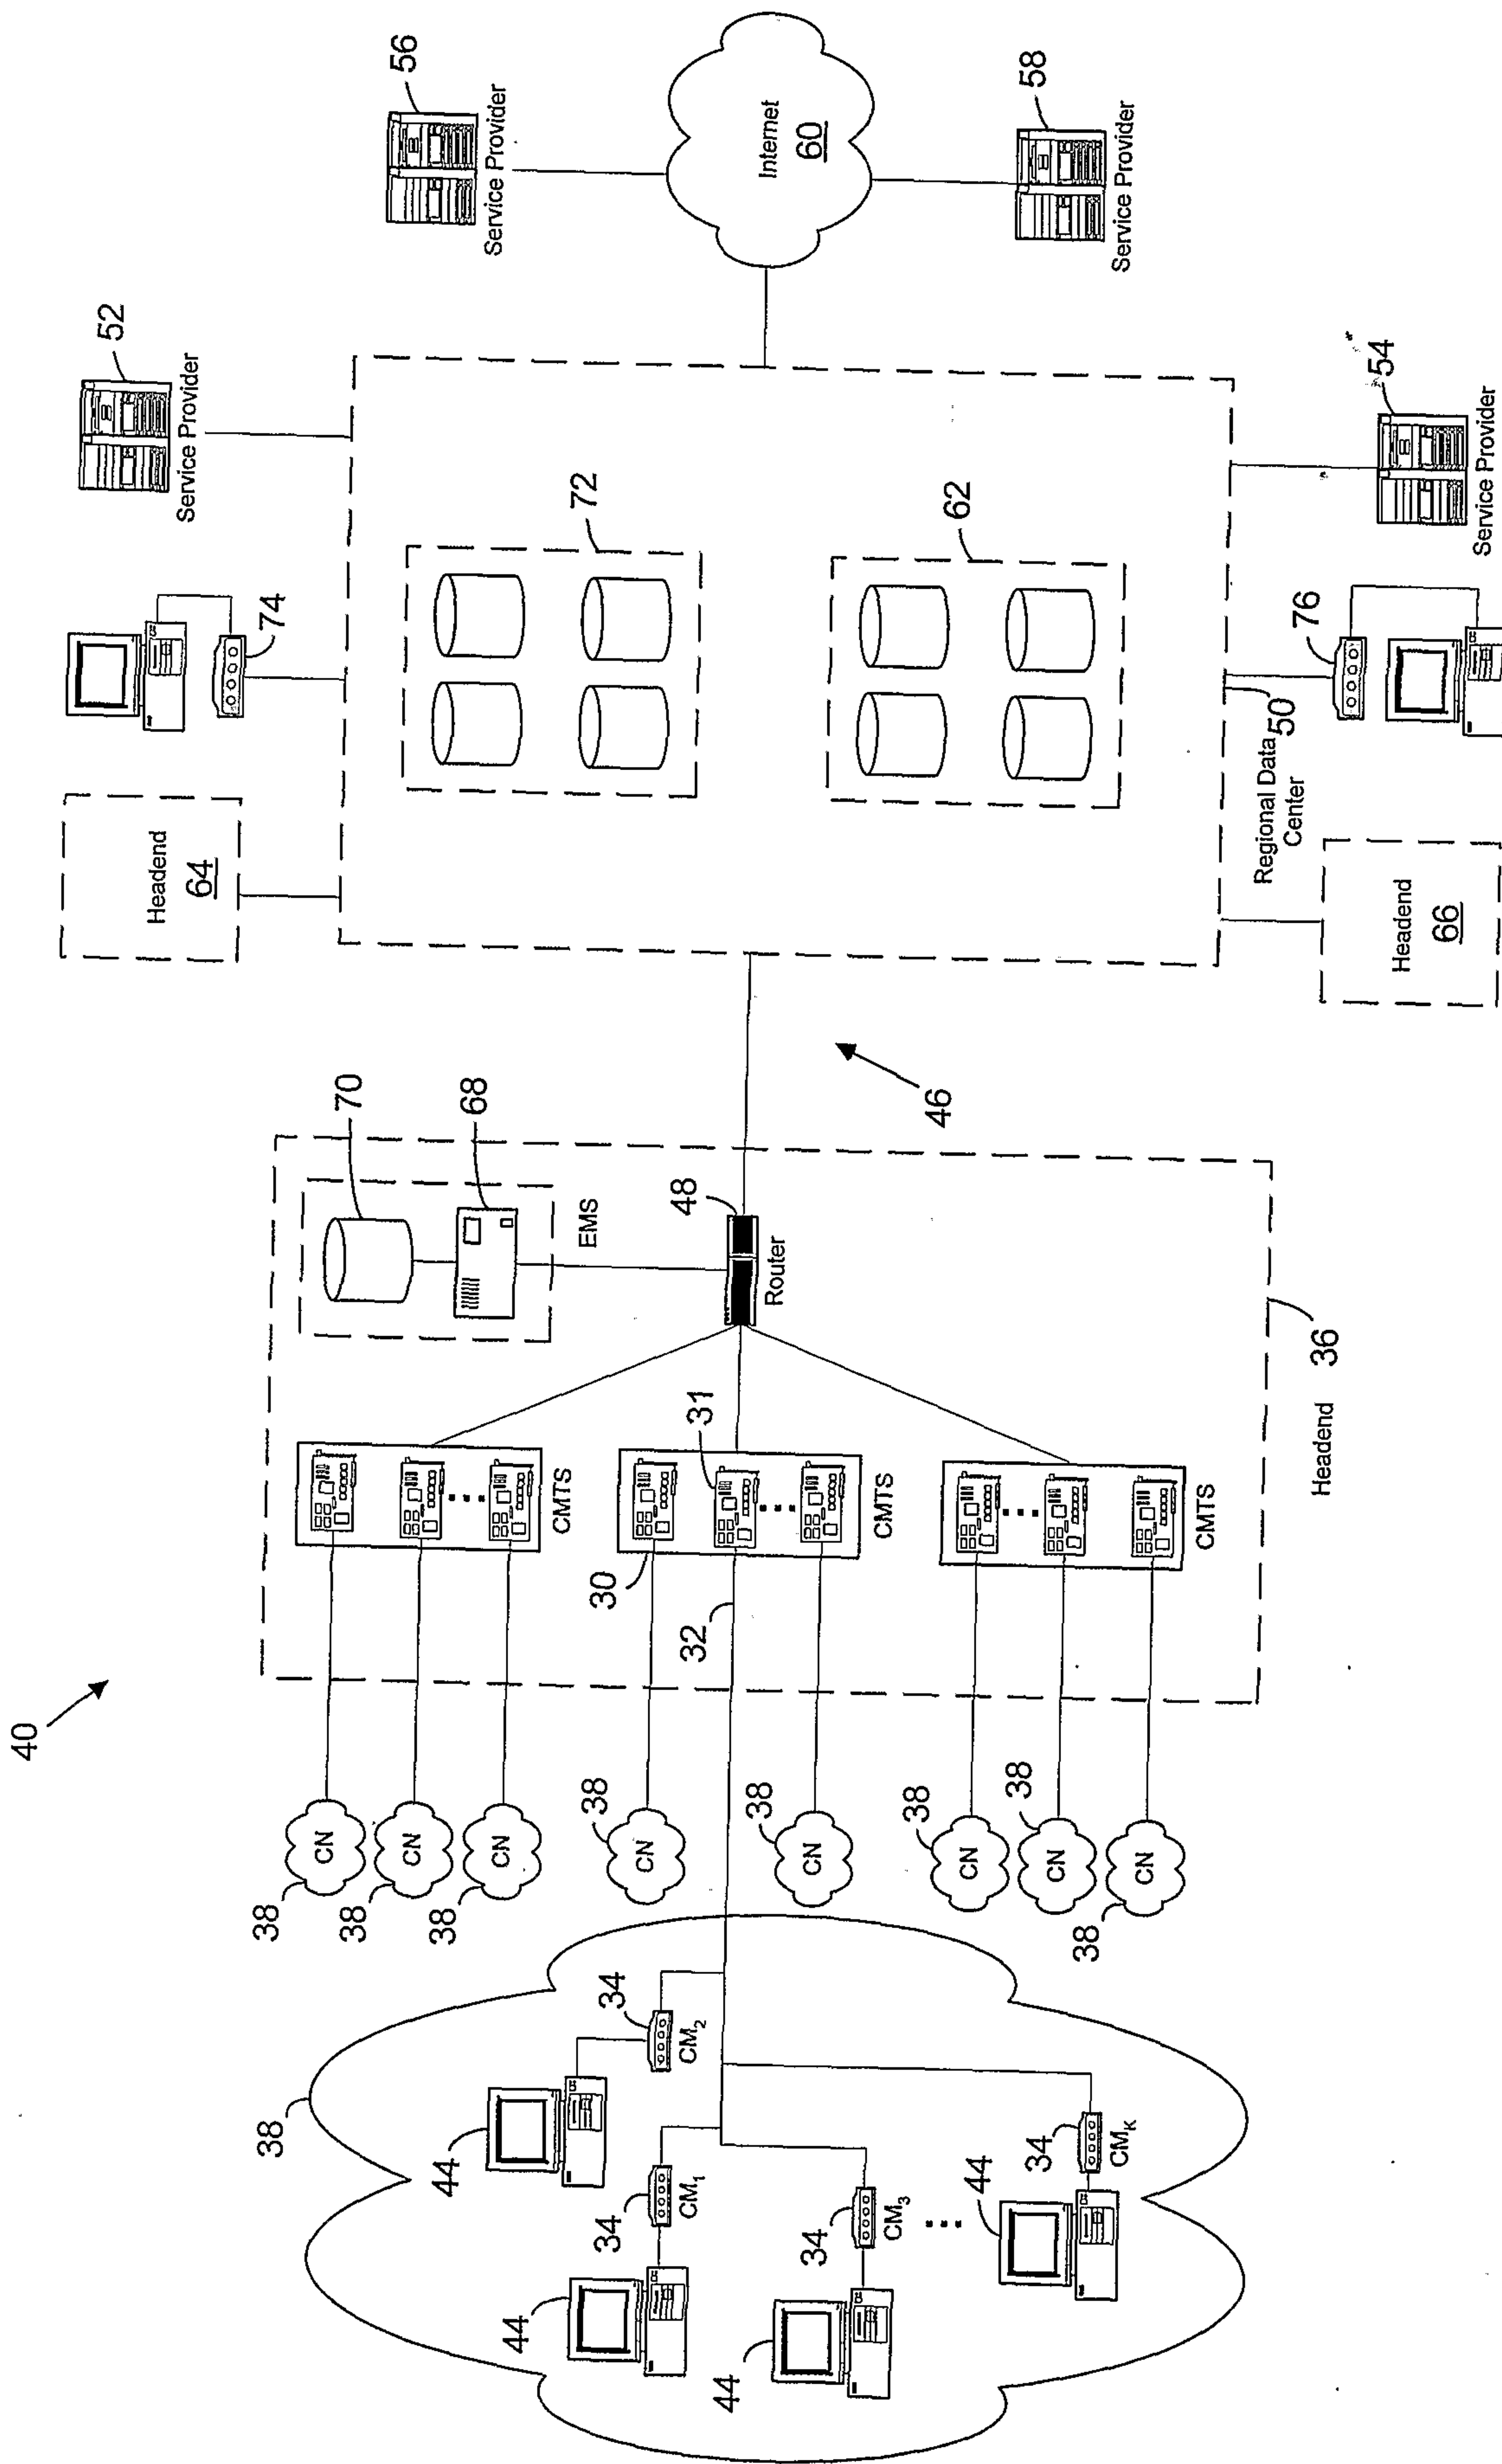 40
38
44
34
CM2
44
34
CM1
44
34
CM3
44
34
CMK
38
CN
38
CN
38
CN
38
CN
38
CN
38
CN
38
CN
38
CN
32
30
31
CMTS
CMTS
CMTS
70
68
EMS
48
Router
Headend
36
46
Headend
64
74
52
Service Provider
72
62
Regional Data
Center
50
Headend
66
76
54
Service Provider
56
Service Provider
Internet
60
58
Service Provider